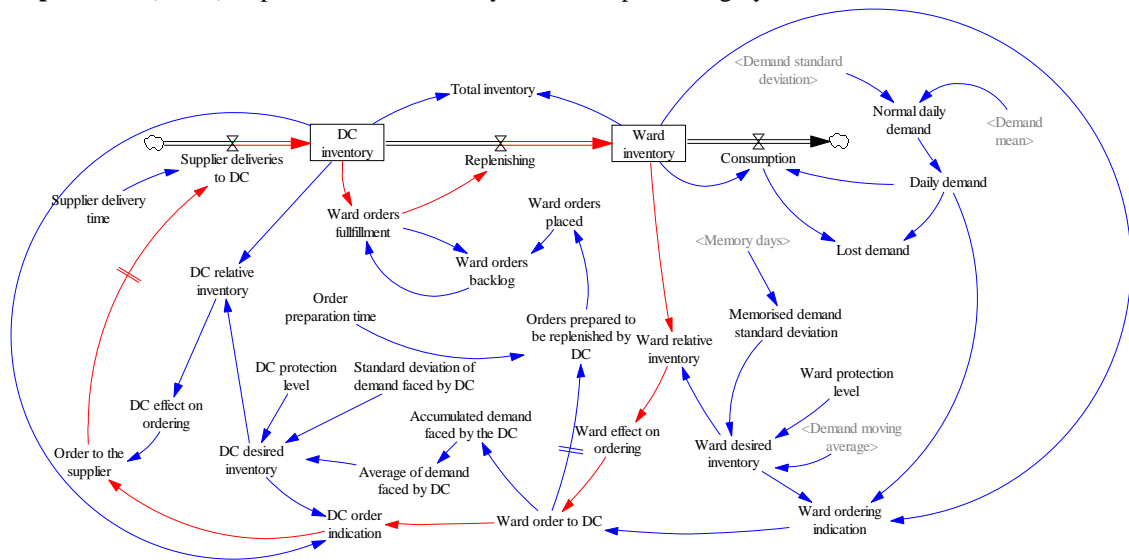 <Demand standard
deviation>
Total inventory
Normal daily
demand
<Demand
mean>
DC
inventory
Ward
inventory
Supplier deliveries
to DC
Replenishing
Consumption
Daily demand
Supplier delivery
time
Ward orders
fullfillment
Ward orders
placed
Lost demand
<Memory days>
Ward orders
backlog
DC relative
inventory
Order
preparation time
Orders prepared to
be replenished by
DC
Ward relative
inventory
Memorised demand
standard deviation
DC protection
level
Standard deviation of
demand faced by DC
Ward protection
level
DC effect on
ordering
Accumulated demand
faced by the DC
Ward effect on
ordering
<Demand moving
average>
Order to the
supplier
DC desired
inventory
Average of demand
faced by DC
Ward desired
inventory
DC order
indication
Ward order to DC
Ward ordering
indication